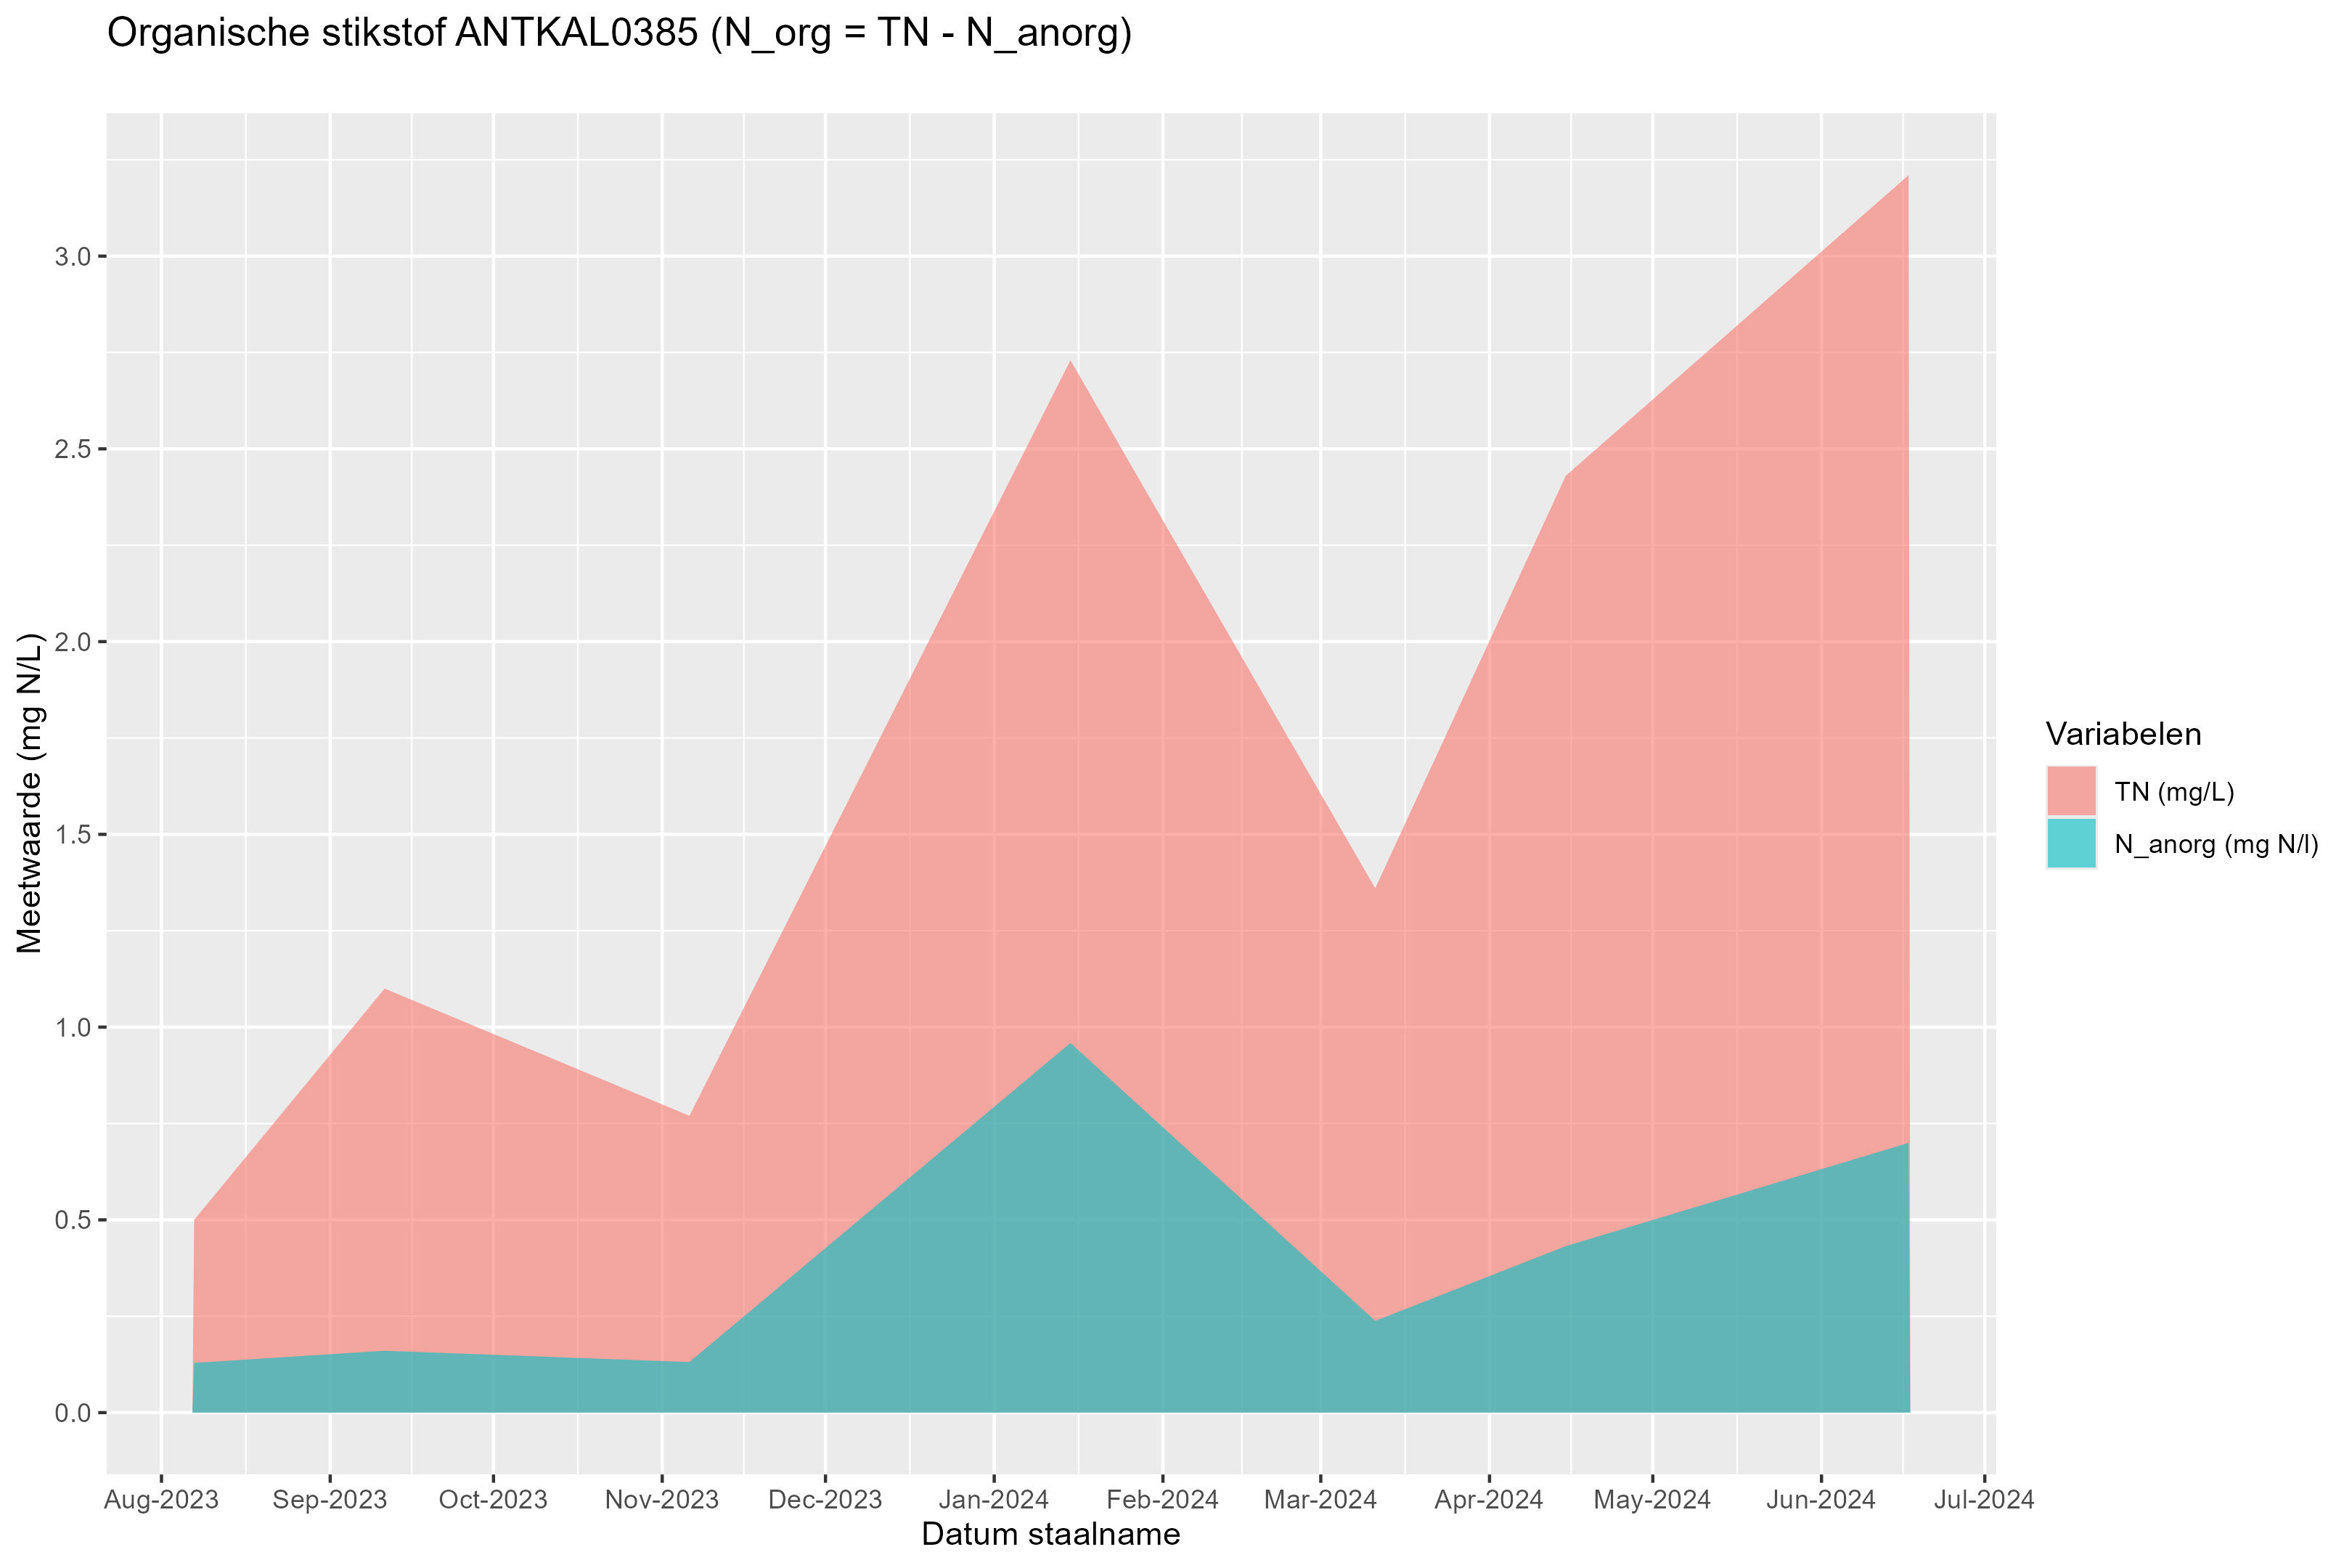 Organische stikstof ANTKAL0385 (N_org = TN - N_anorg)
Meetwaarde (mg N/L)
3.0
2.5
2.0
1.5
1.0
0.5
0.0
Aug-2023 Sep-2023 Oct-2023 Nov-2023 Dec-2023 Jan-2024 Feb-2024 Mar-2024 Apr-2024 May-2024 Jun-2024 Jul-2024
Datum staalname
Variabelen
TN (mg/L)
N_anorg (mg N/l)